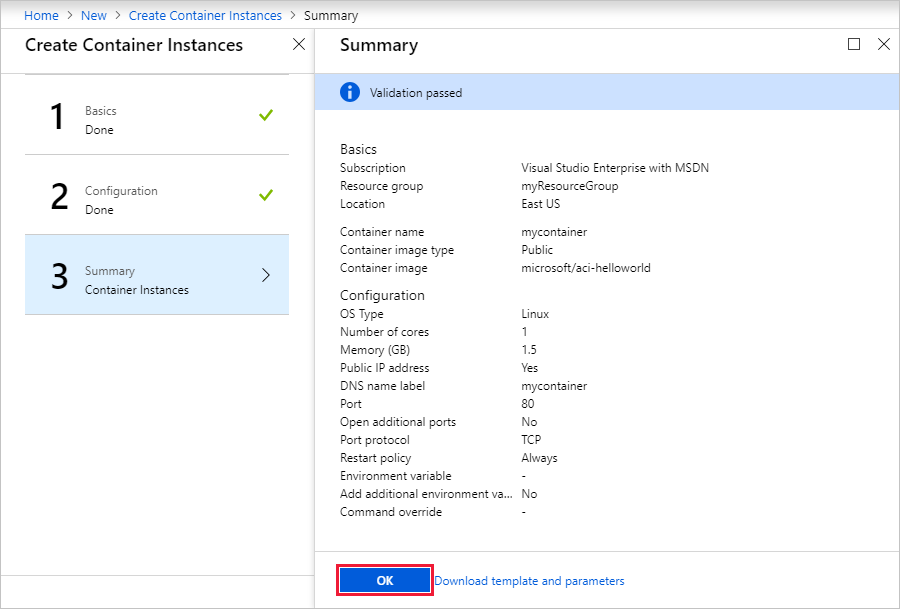 Home > New > Create Container Instances > Summary
Create Container Instances
1
Basics
Done
2
Configuration
Done
3
Summary
Container Instances
Summary
Validation passed
Basics
Subscription Visual Studio Enterprise with MSDN
Resource group myResourceGroup
Location East US
Container name mycontainer
Container image type Public
Container image microsoft/aci-helloworld
Configuration
OS Type Linux
Number of cores 1
Memory (GB) 1.5
Public IP address Yes
DNS name label mycontainer
Port 80
Open additional ports No
Port protocol TCP
Restart policy Always
Environment variable -
Add additional environment va... No
Command override -
OK Download template and parameters